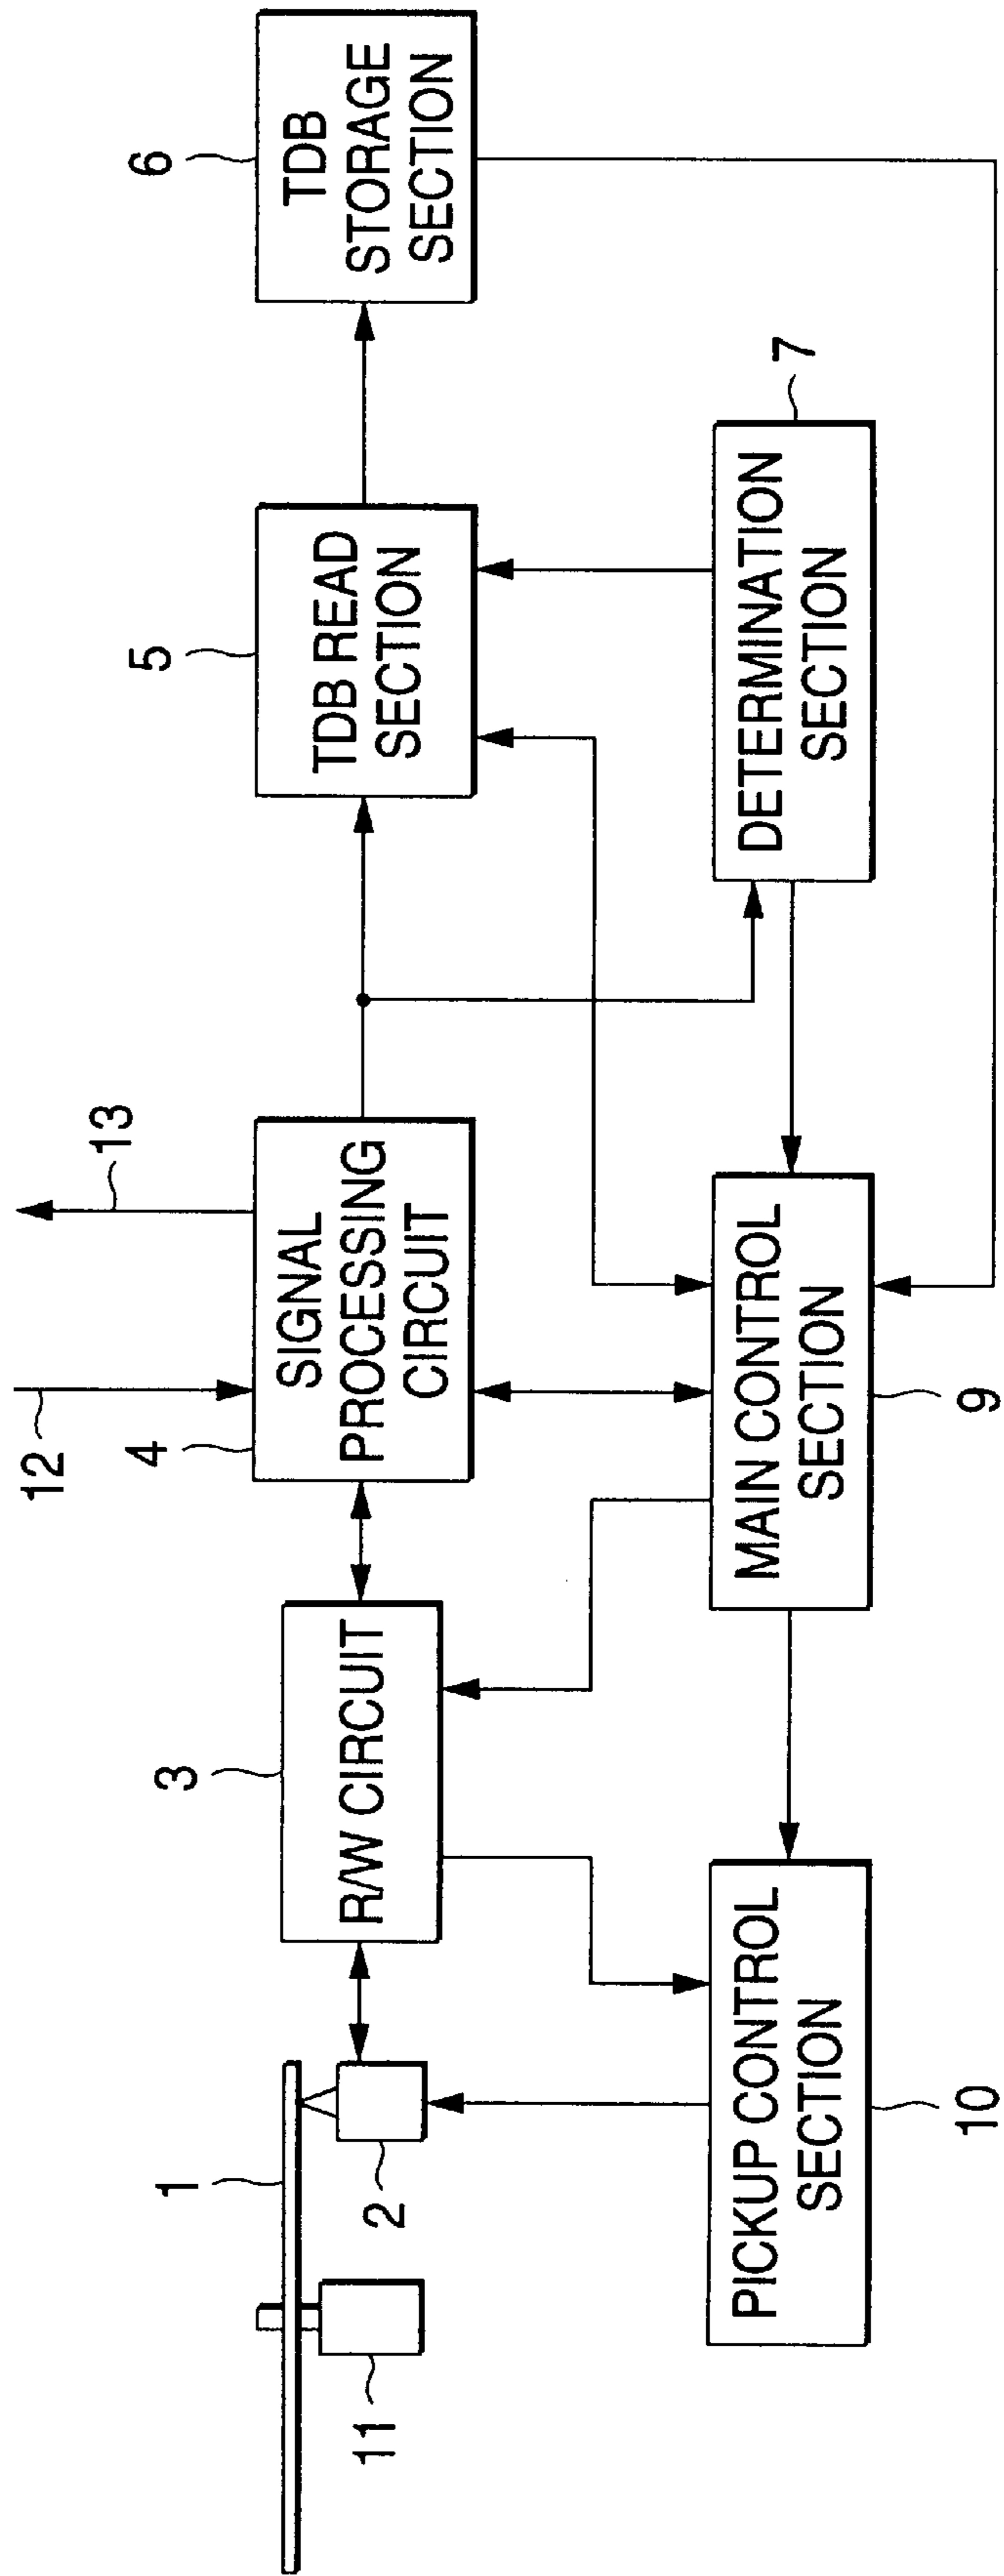 1
2
11
3
R/W CIRCUIT
12
13
4
SIGNAL
PROCESSING
CIRCUIT
5
TDB READ
SECTION
6
TDB
STORAGE
SECTION
PICKUP CONTROL
SECTION
10
MAIN CONTROL
SECTION
9
DETERMINATION
SECTION
7